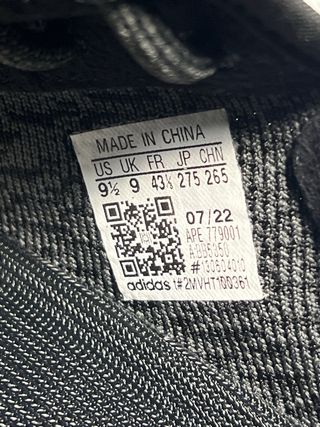 MADE IN CHINA
US UK FR JP CHN
9½ 9 43⅓ 275 265
07/22
APE 779001
#130604010
adidas